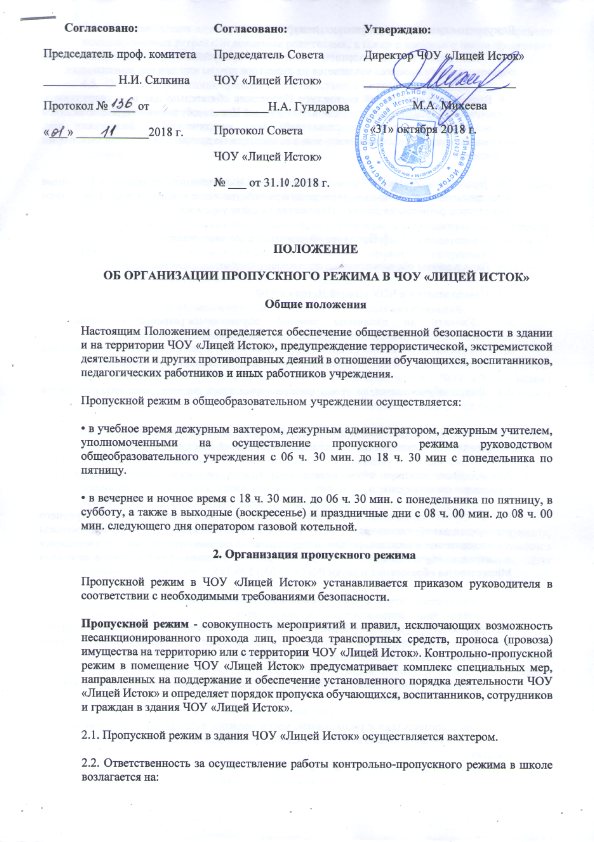 Согласовано: Согласовано: Утверждаю:
Председатель проф. комитета Председатель Совета Директор ЧОУ «Лицей Исток»
____________ Н.И. Силкина ЧОУ «Лицей Исток»
Протокол № 136 от _________Н.А. Гундарова М.А. Михеева
«01» 11 2018 г. Протокол Совета «31» октября 2018 г.
ЧОУ «Лицей Исток»
№ ___ от 31.10.2018 г.
ПОЛОЖЕНИЕ
ОБ ОРГАНИЗАЦИИ ПРОПУСКНОГО РЕЖИМА В ЧОУ «ЛИЦЕЙ ИСТОК»
Общие положения
Настоящим Положением определяется обеспечение общественной безопасности в здании
и на территории ЧОУ «Лицей Исток», предупреждение террористической, экстремистской
деятельности и других противоправных деяний в отношении обучающихся, воспитанников,
педагогических работников и иных работников учреждения.
Пропускной режим в общеобразовательном учреждении осуществляется:
• в учебное время дежурным вахтером, дежурным администратором, дежурным учителем,
уполномоченными на осуществление пропускного режима руководством
общеобразовательного учреждения с 06 ч. 30 мин. до 18 ч. 30 мин с понедельника по
пятницу.
• в вечернее и ночное время с 18 ч. 30 мин. до 06 ч. 30 мин. с понедельника по пятницу, в
субботу, а также в выходные (воскресенье) и праздничные дни с 08 ч. 00 мин. до 08 ч. 00
мин. следующего дня оператором газовой котельной.
2. Организация пропускного режима
Пропускной режим в ЧОУ «Лицей Исток» устанавливается приказом руководителя в
соответствии с необходимыми требованиями безопасности.
Пропускной режим - совокупность мероприятий и правил, исключающих возможность
несанкционированного прохода лиц, проезда транспортных средств, проноса (провоза)
имущества на территорию или с территории ЧОУ «Лицей Исток». Контрольно-пропускной
режим в помещение ЧОУ «Лицей Исток» предусматривает комплекс специальных мер,
направленных на поддержание и обеспечение установленного порядка деятельности ЧОУ
«Лицей Исток» и определяет порядок пропуска обучающихся, воспитанников, сотрудников
и граждан в здания ЧОУ «Лицей Исток».
2.1. Пропускной режим в здания ЧОУ «Лицей Исток» осуществляется вахтером.
2.2. Ответственность за осуществление работы контрольно-пропускного режима в школе
возлагается на: